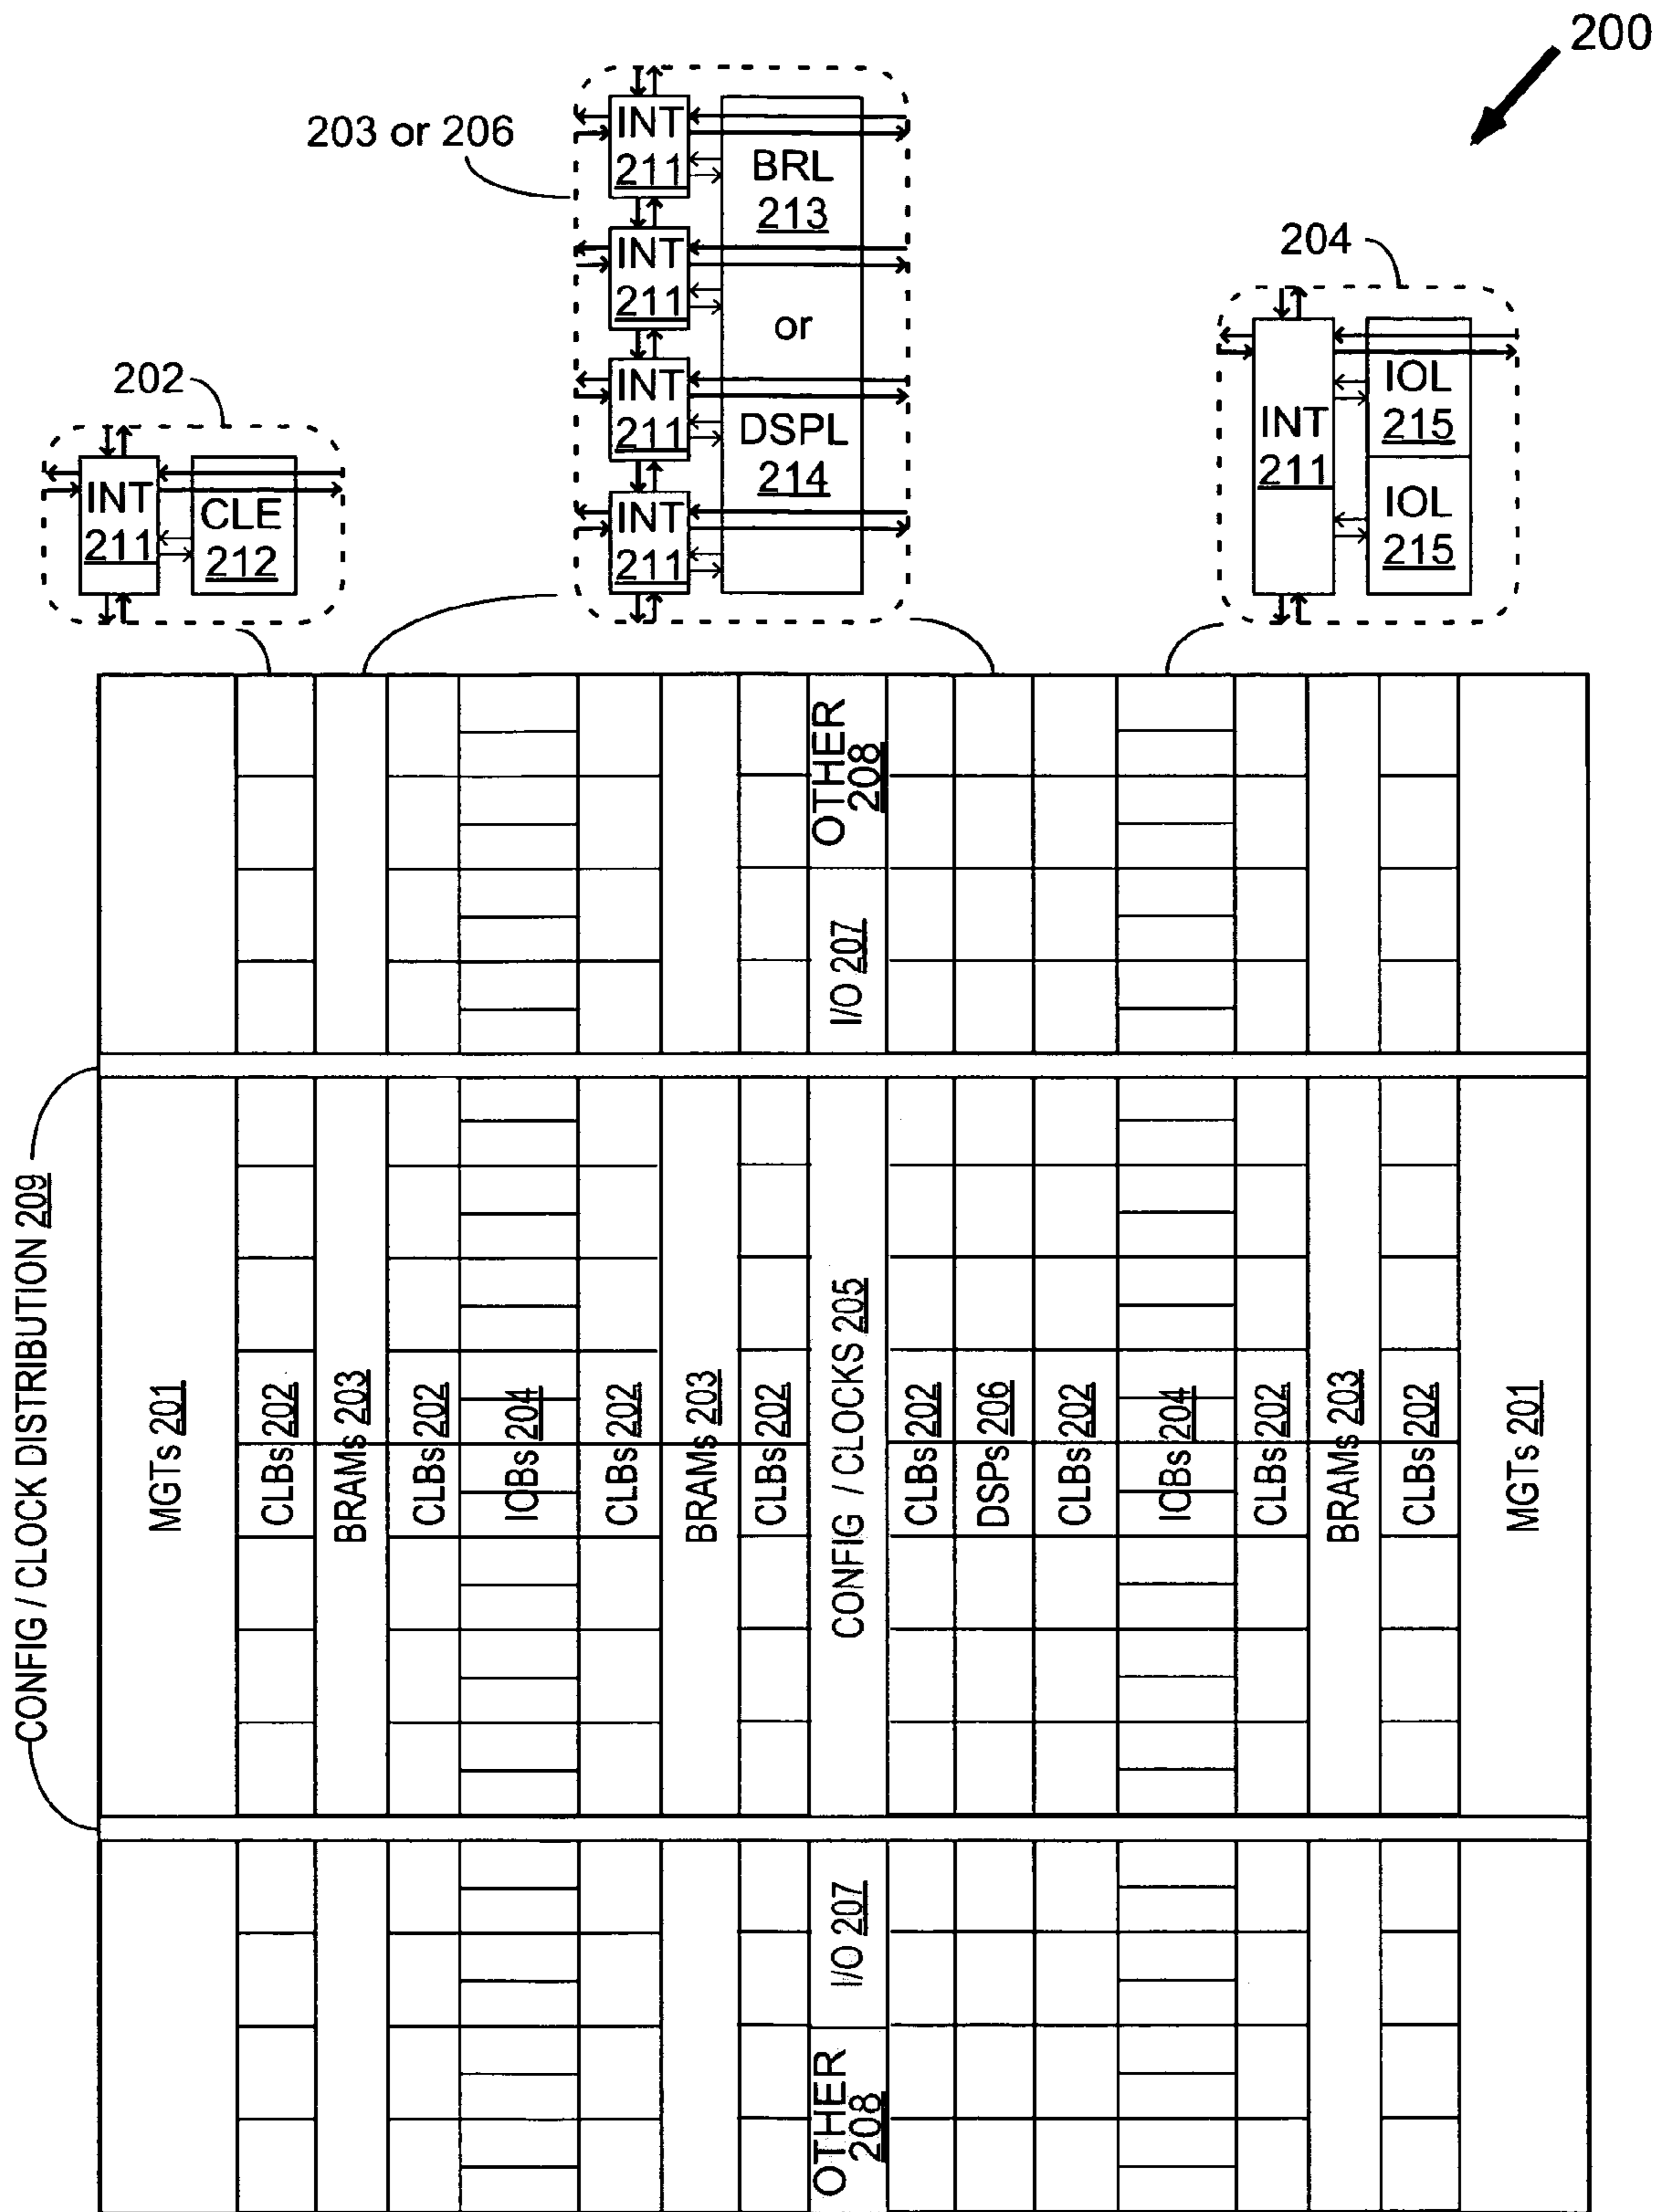 200
203 or 206
INT
211
INT
211
INT
211
INT
211
BRL
213
or
DSPL
214
204
INT
211
IOL
215
IOL
215
202
INT
211
CLE
212
OTHER
208
I/O 207
CONFIG / CLOCK DISTRIBUTION 209
MGTs 201
CLBs 202
BRAMs 203
CLBs 202
IOBs 204
CLBs 202
BRAMs 203
CLBs 202
CONFIG / CLOCKS 205
CLBs 202
DSPs 206
CLBs 202
IOBs 204
CLBs 202
BRAMs 203
CLBs 202
MGTs 201
I/O 207
OTHER
208